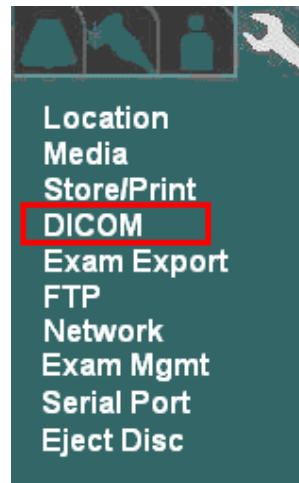 Location
Media
Store/Print
DICOM
Exam Export
FTP
Network
Exam Mgmt
Serial Port
Eject Disc